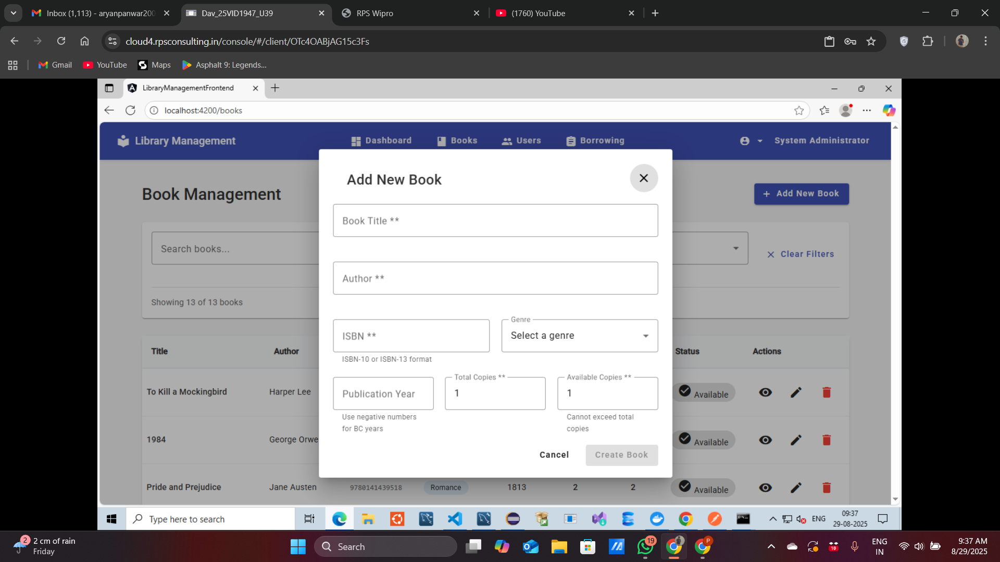 Inbox (1,113) - aryanpanwar200
Dav_25VID1947_U39
RPS Wipro
(1760) YouTube
cloud4.rpsconsulting.in/console/#/client/OTc4OABjAG15c3Fs
Gmail
YouTube
Maps
Asphalt 9: Legends...
LibraryManagementFrontend
localhost:4200/books
Library Management
Dashboard
Books
Users
Borrowing
System Administrator
Book Management
+ Add New Book
Search books...
Clear Filters
Showing 13 of 13 books
Title
Author
Status
Actions
To Kill a Mockingbird
Harper Lee
Available
1984
George Orwe
Available
Pride and Prejudice
Jane Austen
9780141439518
Romance
1813
2
2
Available
Add New Book
Book Title **
Author **
ISBN **
ISBN-10 or ISBN-13 format
Genre
Select a genre
Publication Year
Use negative numbers
for BC years
Total Copies **
1
Available Copies **
1
Cannot exceed total
copies
Cancel
Create Book
Type here to search
ENG
09:37
29-08-2025
2
2 cm of rain
Friday
Search
19
P
10
ENG
IN
9:37 AM
8/29/2025